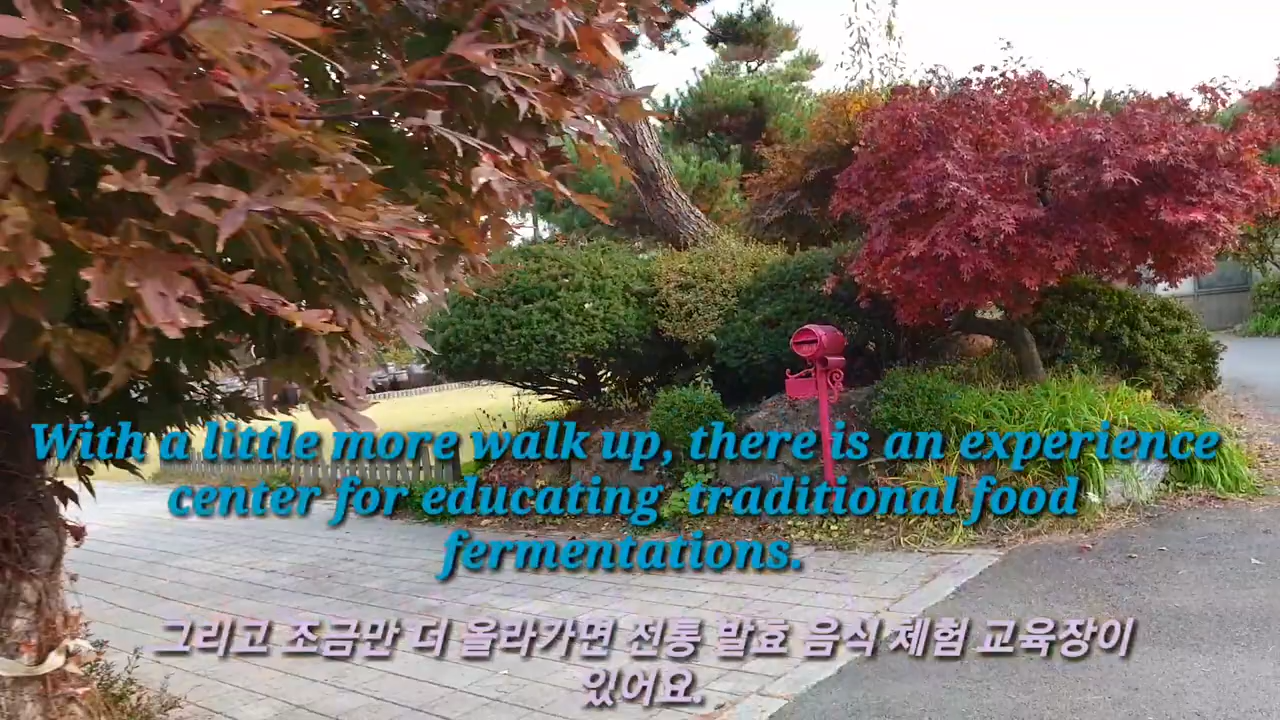 With a little more walk up, there is an experience
center for educating  traditional food
fermentations.
그리고 조금만 더 올라가면 전통 발효 음식 체험 교육장이
있어요.